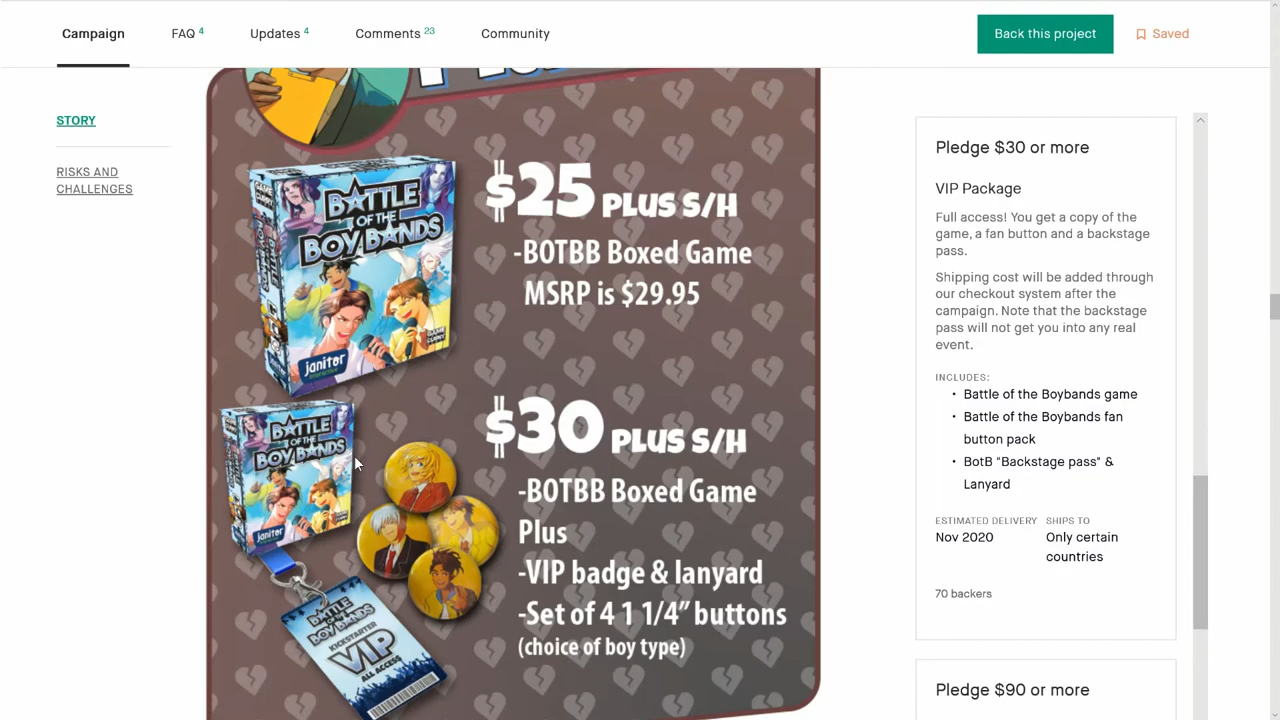 Campaign
FAQ 4
Updates 4
Comments 23
Community
Back this project
Saved
STORY
RISKS AND
CHALLENGES
BATTLE
OF THE
BOY BANDS
janitor
$25 PLUS S/H
-BOTBB Boxed Game
MSRP is $29.95
BATTLE
OF THE
BOY BANDS
janitor
$30 PLUS S/H
-BOTBB Boxed Game
Plus
-VIP badge & lanyard
-Set of 4 1 1/4” buttons
(choice of boy type)
BATTLE
OF THE
BOY BANDS
KICKSTARTER
VIP
ALL ACCESS
Pledge $30 or more
VIP Package
Full access! You get a copy of the
game, a fan button and a backstage
pass.
Shipping cost will be added through
our checkout system after the
campaign. Note that the backstage
pass will not get you into any real
event.
INCLUDES:
• Battle of the Boybands game
• Battle of the Boybands fan
button pack
• BotB "Backstage pass" &
Lanyard
ESTIMATED DELIVERY
Nov 2020
SHIPS TO
Only certain
countries
70 backers
Pledge $90 or more